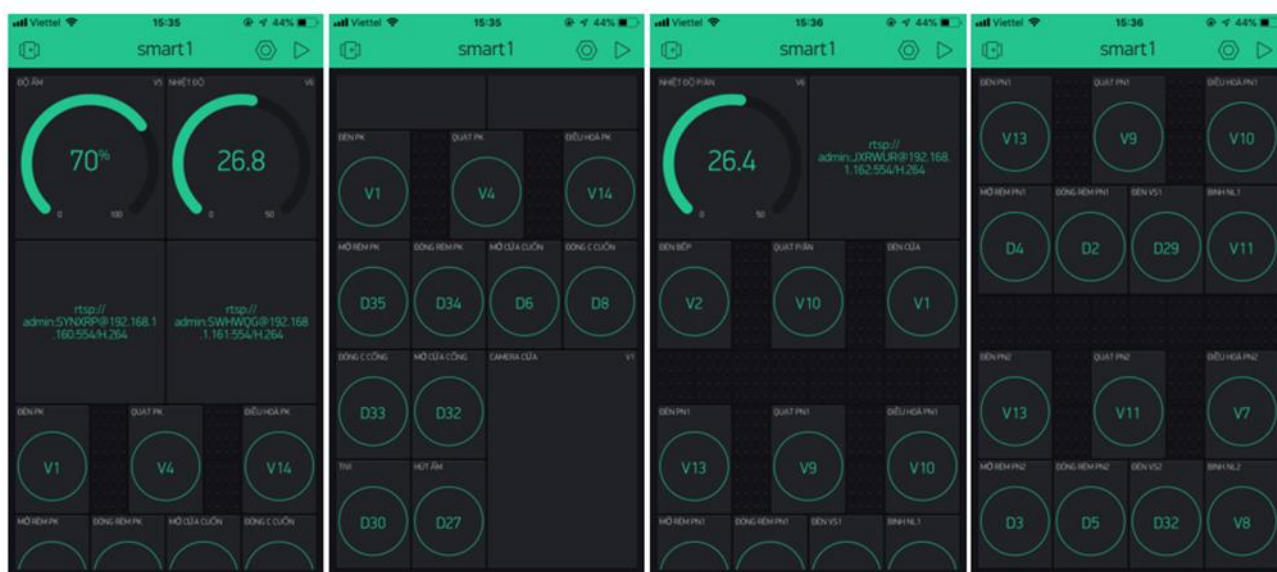 Viettel 15:35 44%
smart1
ĐỘ ẨM V5 NHIỆT ĐỘ V6
70% 26.8
0 100 0 50
rtsp://
admin:SYNXRP@192.168.1
.160:554/H.264
rtsp://
admin:SWHWQG@192.168
.1.161:554/H.264
ĐÈN PK QUẠT PK ĐIỀU HOÀ PK
V1 V4 V14
MỞ RÈM PK ĐÓNG RÈM PK MỞ CỬA CUỐN ĐÓNG C CUỐN
Viettel 15:35 44%
smart1
ĐÈN PK QUẠT PK ĐIỀU HOÀ PK
V1 V4 V14
MỞ RÈM PK ĐÓNG RÈM PK MỞ CỬA CUỐN ĐÓNG C CUỐN
D35 D34 D6 D8
ĐÓNG C CỔNG MỞ CỬA CỔNG CAMERA CỬA V1
D33 D32
TIVI HÚT ẨM
D30 D27
Viettel 15:36 44%
smart1
NHIỆT ĐỘ P/ĂN V6
26.4
0 50
rtsp://
admin:JXRWUR@192.168.
1.162:554/H.264
ĐÈN BẾP QUẠT P/ĂN ĐÈN CỬA
V2 V10 V1
ĐÈN PN1 QUẠT PN1 ĐIỀU HOÀ PN1
V13 V9 V10
MỞ RÈM PN1 ĐÓNG RÈM PN1 ĐÈN VS1 BÌNH NL1
Viettel 15:36 44%
smart1
ĐÈN PN1 QUẠT PN1 ĐIỀU HOÀ PN1
V13 V9 V10
MỞ RÈM PN1 ĐÓNG RÈM PN1 ĐÈN VS1 BÌNH NL1
D4 D2 D29 V11
ĐÈN PN2 QUẠT PN2 ĐIỀU HOÀ PN2
V13 V11 V7
MỞ RÈM PN2 ĐÓNG RÈM PN2 ĐÈN VS2 BÌNH NL2
D3 D5 D32 V8